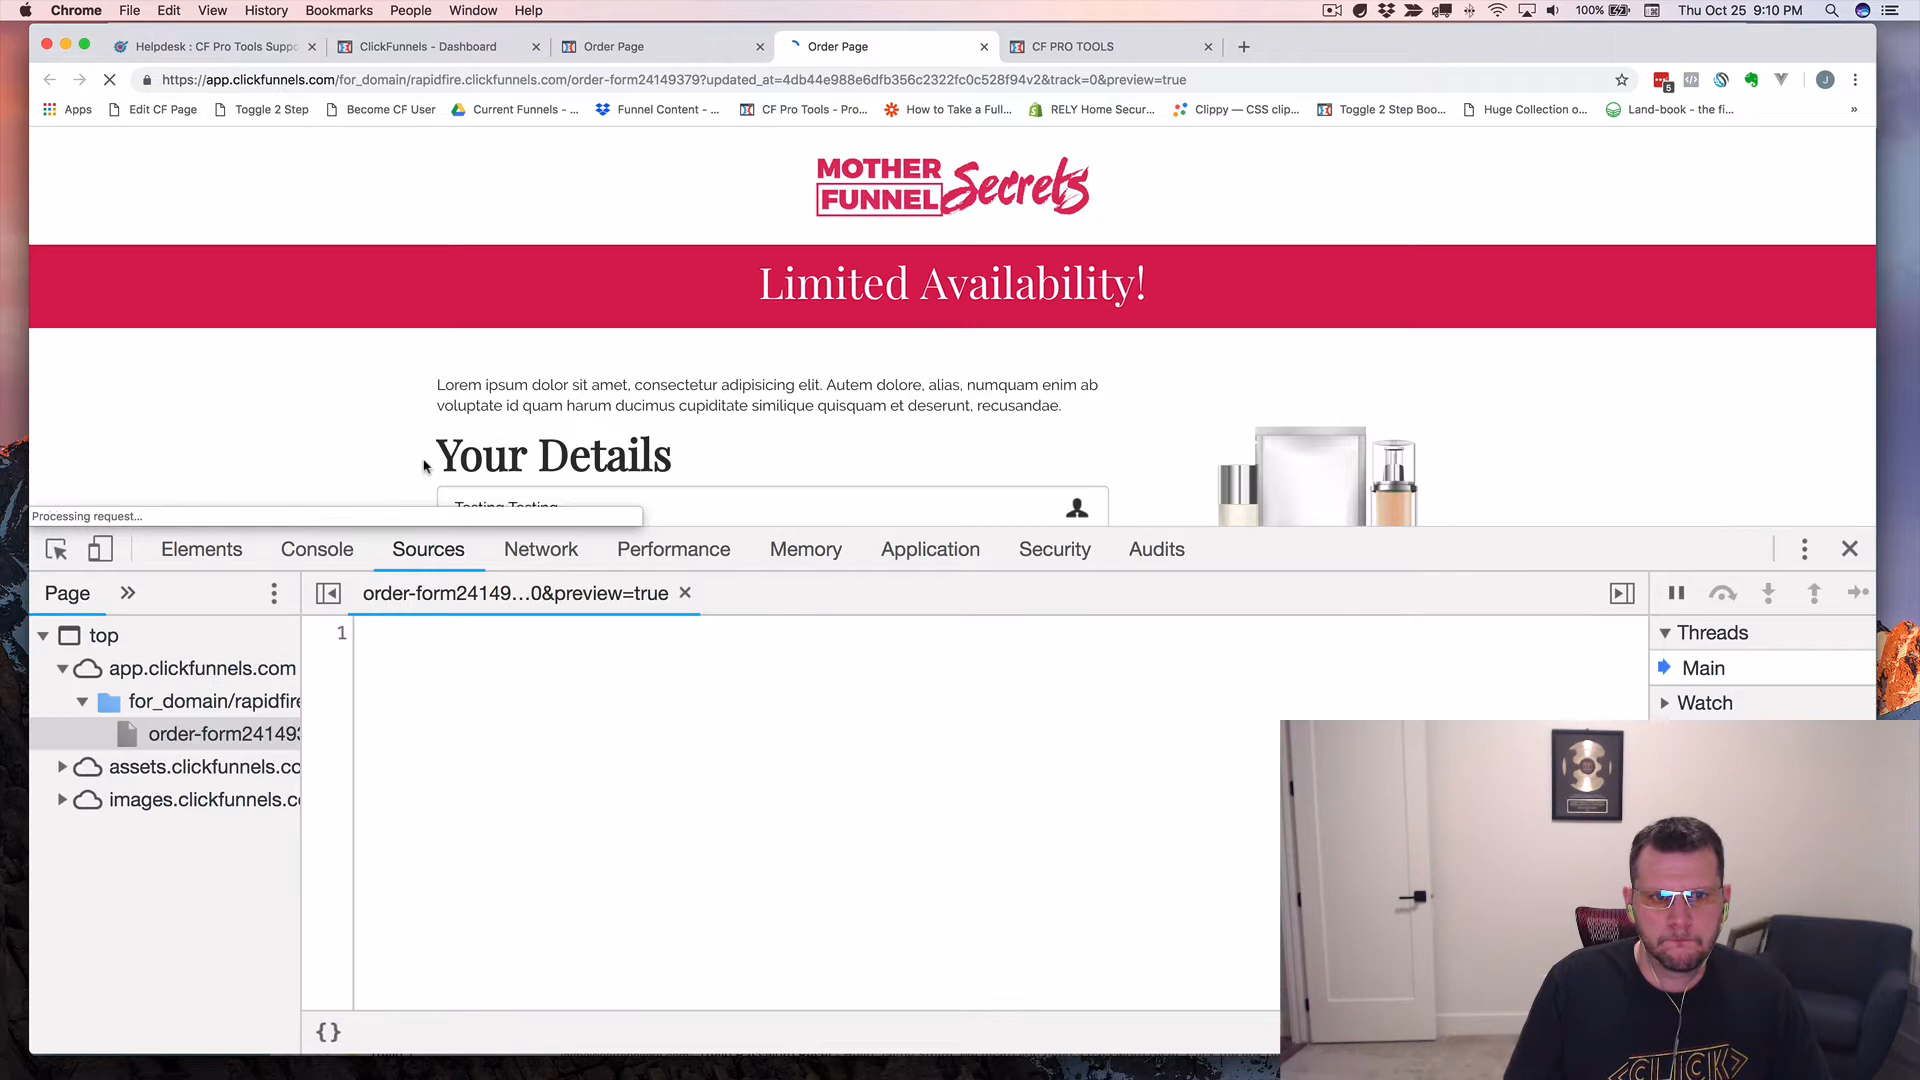 Chrome File Edit View History Bookmarks People Window Help
100% Thu Oct 25 9:10 PM
Helpdesk : CF Pro Tools Suppo
ClickFunnels - Dashboard
Order Page
Order Page
CF PRO TOOLS
https://app.clickfunnels.com/for_domain/rapidfire.clickfunnels.com/order-form24149379?updated_at=4db44e988e6dfb356c2322fc0c528f94v2&track=0&preview=true
5
J
Apps
Edit CF Page
Toggle 2 Step
Become CF User
Current Funnels - ...
Funnel Content - ...
CF Pro Tools - Pro...
How to Take a Full...
RELY Home Secur...
Clippy — CSS clip...
Toggle 2 Step Boo...
Huge Collection o...
Land-book - the fi...
»
MOTHER
FUNNEL
Secrets
Limited Availability!
Lorem ipsum dolor sit amet, consectetur adipisicing elit. Autem dolore, alias, numquam enim ab
voluptate id quam harum ducimus cupiditate similique quisquam et deserunt, recusandae.
Your Details
Testing Testing
Processing request...
Elements Console Sources Network Performance Memory Application Security Audits
Page »
order-form24149...0&preview=true
1
top
app.clickfunnels.com
for_domain/rapidfire
order-form241493
assets.clickfunnels.co
images.clickfunnels.co
Threads
Main
Watch
{}
<CLICK>